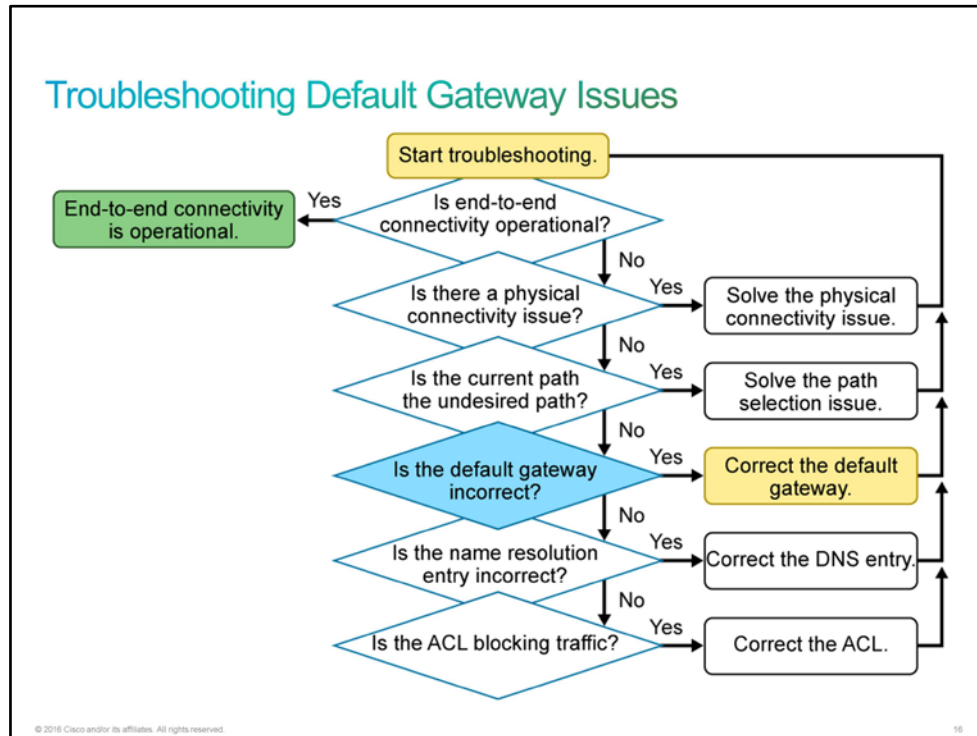 Troubleshooting Default Gateway Issues
Start troubleshooting.
Is end-to-end
connectivity operational?
Yes
End-to-end connectivity
is operational.
No
Is there a physical
connectivity issue?
Yes
Solve the physical
connectivity issue.
No
Is the current path
the undesired path?
Yes
Solve the path
selection issue.
No
Is the default gateway
incorrect?
Yes
Correct the default
gateway.
No
Is the name resolution
entry incorrect?
Yes
Correct the DNS entry.
No
Is the ACL blocking traffic?
Yes
Correct the ACL.
© 2016 Cisco and/or its affiliates. All rights reserved.
16